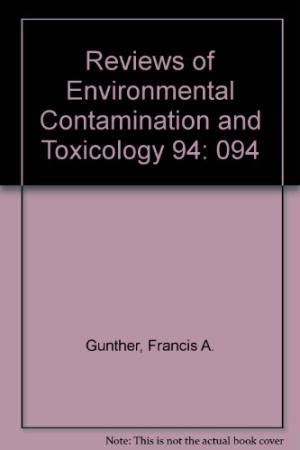 Reviews of
Environmental
Contamination and
Toxicology 94: 094
Gunther, Francis A.
Note: This is not the actual book cover